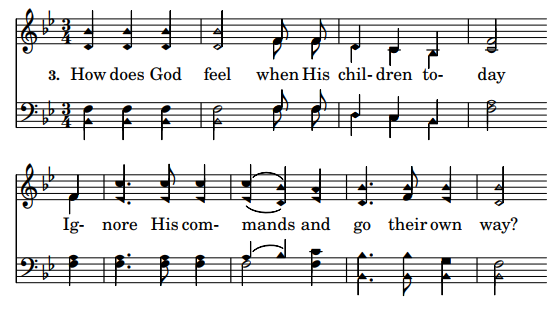 3. How does God feel when His chil- dren to- day
Ig- nore His com- mands and go their own way?